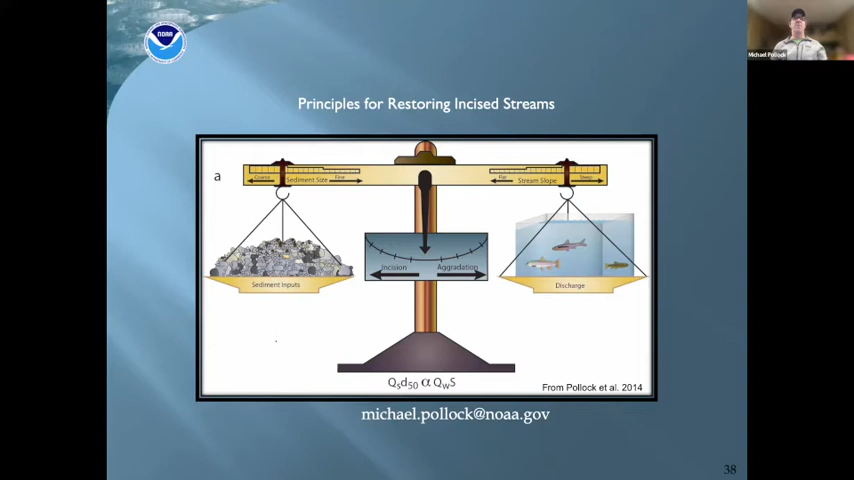 NOAA
Michael Pollock
Principles for Restoring Incised Streams
a
Coarse Sediment Size Fine
Flat Stream Slope Steep
Incision Aggradation
Sediment Inputs
Discharge
Qsd50 α QwS
From Pollock et al. 2014
michael.pollock@noaa.gov
38